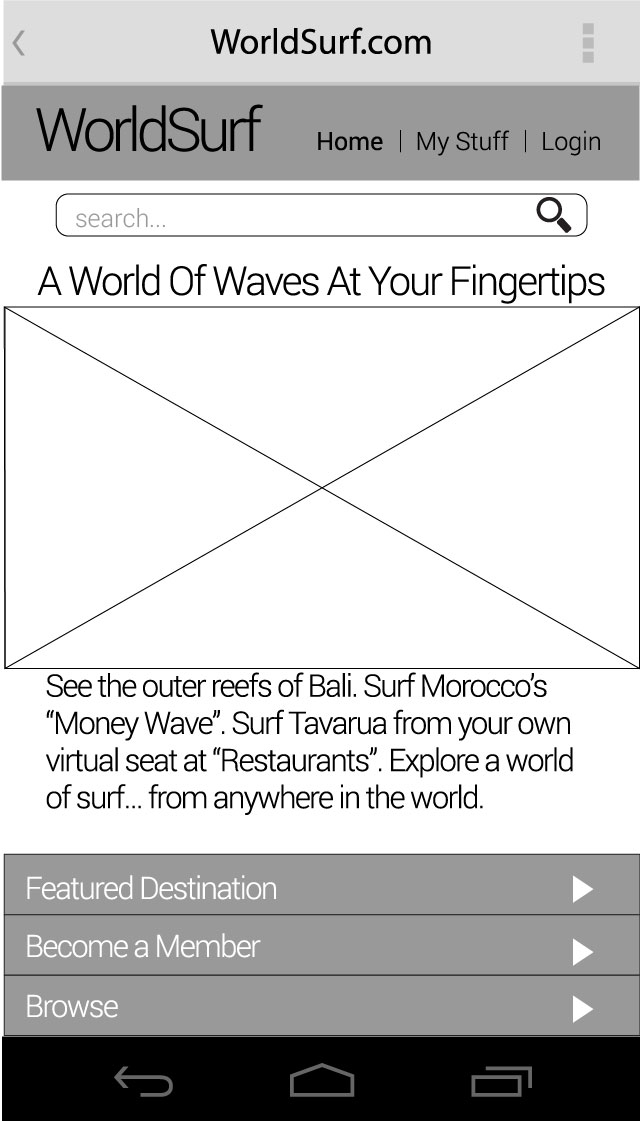 WorldSurf.com
WorldSurf
Home | My Stuff | Login
search...
A World Of Waves At Your Fingertips
See the outer reefs of Bali. Surf Morocco’s
“Money Wave”. Surf Tavarua from your own
virtual seat at “Restaurants”. Explore a world
of surf... from anywhere in the world.
Featured Destination
Become a Member
Browse